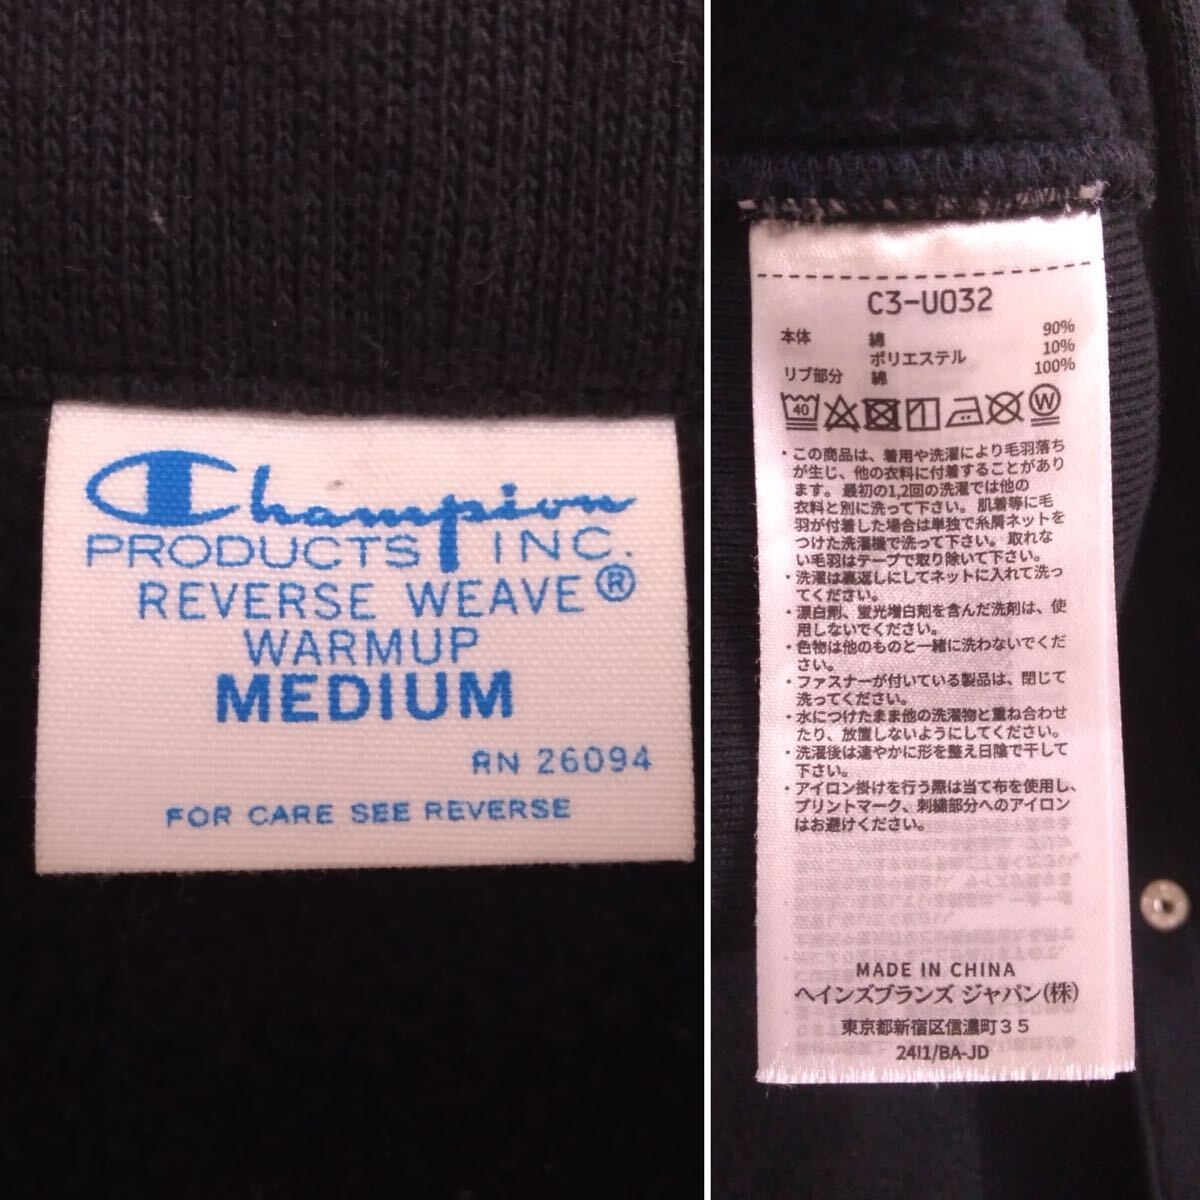 Champion
PRODUCTS INC.
REVERSE WEAVE®
WARMUP
MEDIUM
RN 26094
FOR CARE SEE REVERSE
C3-U032
本体 綿 90%
ポリエステル 10%
リブ部分 綿 100%
40 W
・この商品は、着用や洗濯により毛羽落ち
が生じ、他の衣料に付着することがあり
ます。最初の1,2回の洗濯では他の
衣料と別に洗って下さい。肌着等に毛
羽が付着した場合は単独で糸屑ネットを
つけた洗濯機で洗って下さい。取れな
い毛羽はテープで取り除いて下さい。
・洗濯は裏返しにしてネットに入れて洗っ
てください。
・漂白剤、蛍光増白剤を含んだ洗剤は、使
用しないでください。
・色物は他のものと一緒に洗わないでくだ
さい。
・ファスナーが付いている製品は、閉じて
洗ってください。
・水につけたまま他の洗濯物と重ね合わせ
たり、放置しないようにしてください。
・洗濯後は速やかに形を整え日陰で干して
下さい。
・アイロン掛けを行う際は当て布を使用し、
プリントマーク、刺繍部分へのアイロン
はお避けください。
MADE IN CHINA
ヘインズブランズ ジャパン(株)
東京都新宿区信濃町35
24I1/BA-JD